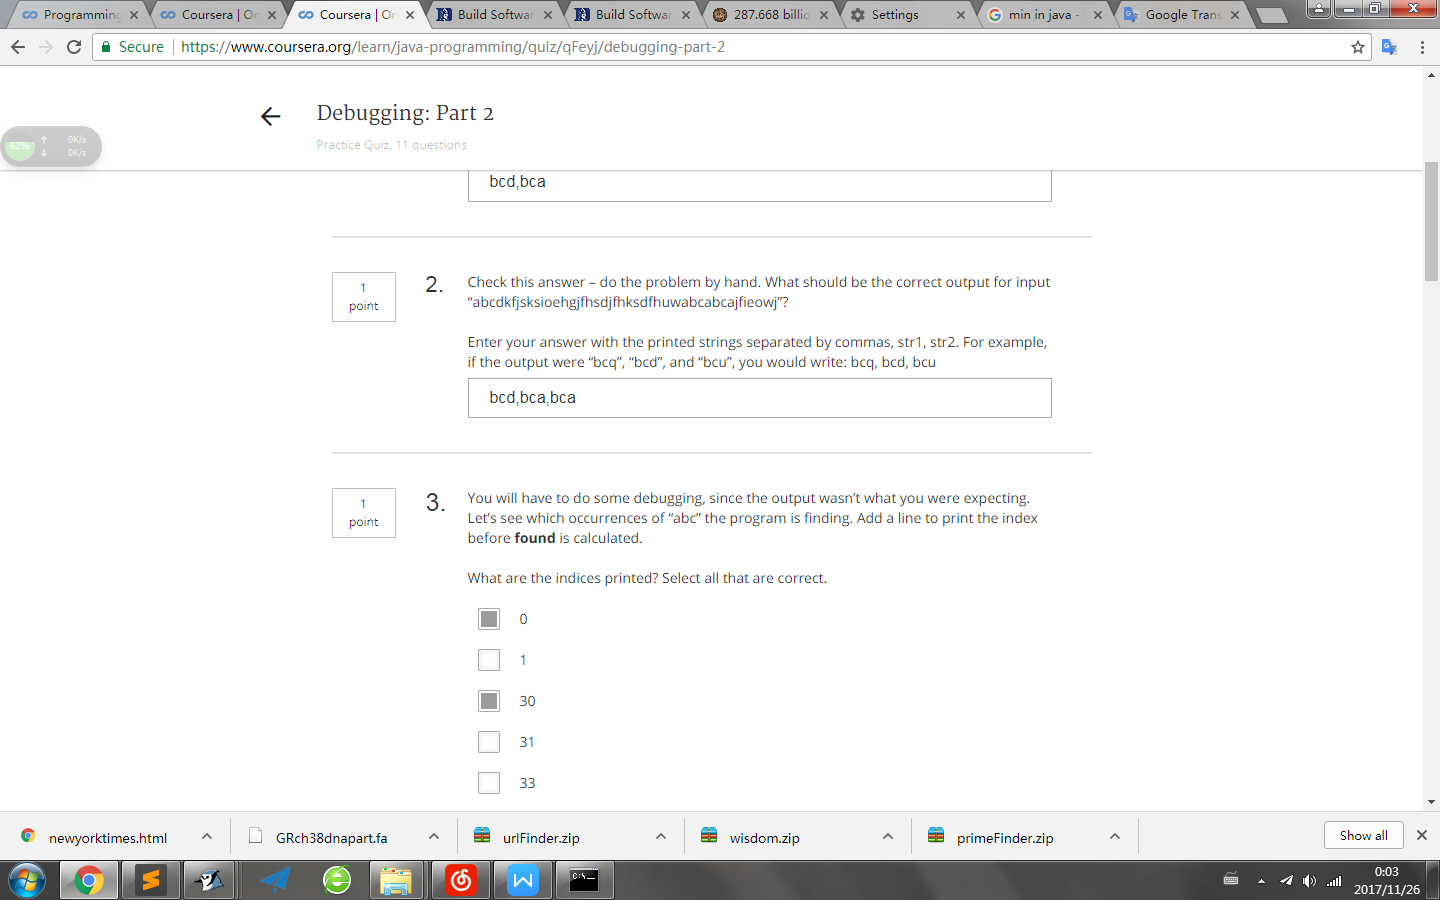 Programming
Coursera | On
Coursera | On
Build Softwar
Build Softwar
287.668 billio
Settings
min in java -
Google Trans
Secure
https://www.coursera.org/learn/java-programming/quiz/qFeyj/debugging-part-2
Debugging: Part 2
Practice Quiz, 11 questions
62%
0K/s
0K/s
bcd,bca
1
point
2.
Check this answer – do the problem by hand. What should be the correct output for input
“abcdkfjsksioehgjfhsdjfhksdfhuwabcabcajfieowj”?
Enter your answer with the printed strings separated by commas, str1, str2. For example,
if the output were “bcq”, “bcd”, and “bcu”, you would write: bcq, bcd, bcu
bcd,bca,bca
1
point
3.
You will have to do some debugging, since the output wasn’t what you were expecting.
Let’s see which occurrences of “abc” the program is finding. Add a line to print the index
before found is calculated.
What are the indices printed? Select all that are correct.
0
1
30
31
33
newyorktimes.html
GRch38dnapart.fa
urlFinder.zip
wisdom.zip
primeFinder.zip
Show all
0:03
2017/11/26